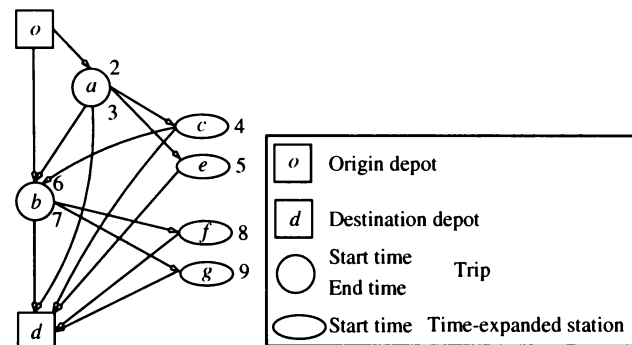 o
2
a
3
c 4
e 5
6
b
7
f 8
g 9
d
o Origin depot
d Destination depot
Start time
End time
Trip
Start time Time-expanded station